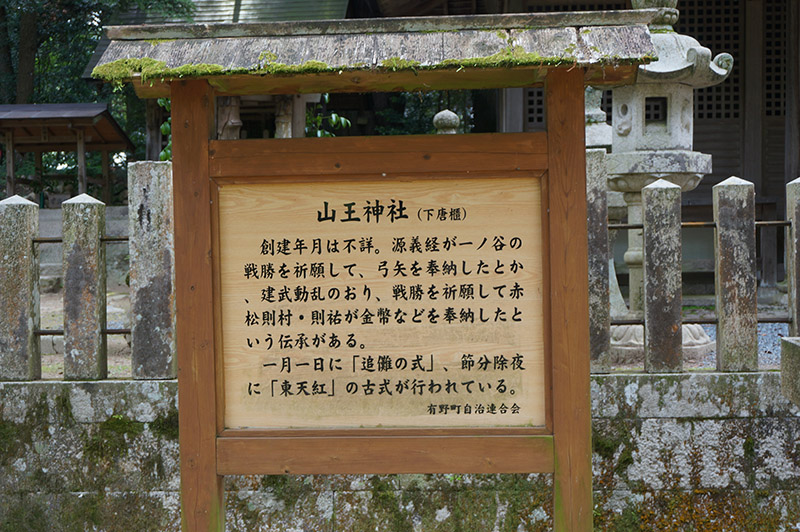 山王神社（下唐櫃）
創建年月は不詳。源義経が一ノ谷の
戦勝を祈願して、弓矢を奉納したとか
、建武動乱のおり、戦勝を祈願して赤
松則村・則祐が金幣などを奉納したと
いう伝承がある。
一月一日に「追儺の式」、節分除夜
に「東天紅」の古式が行われている。
有野町自治連合会